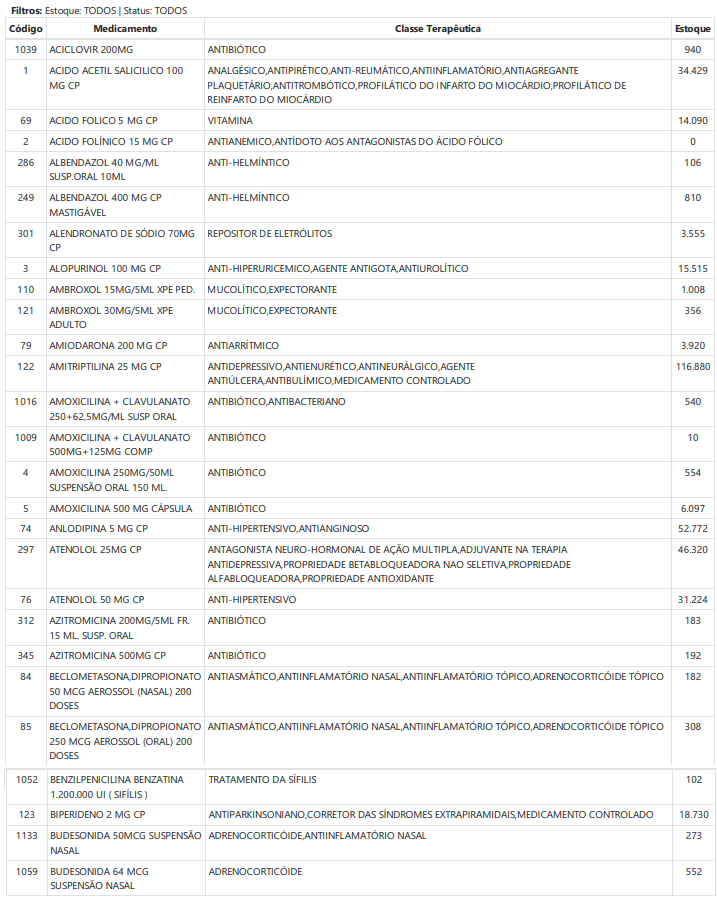 Filtros: Estoque: TODOS | Status: TODOS
Código Medicamento Classe Terapêutica Estoque
1039 ACICLOVIR 200MG ANTIBIÓTICO 940
1 ACIDO ACETIL SALICILICO 100 ANALGÉSICO,ANTIPIRÉTICO,ANTI-REUMÁTICO,ANTIINFLAMATÓRIO,ANTIAGREGANTE 34.429
MG CP PLAQUETÁRIO,ANTITROMBÓTICO,PROFILÁTICO DO INFARTO DO MIOCÁRDIO,PROFILÁTICO DE
REINFARTO DO MIOCÁRDIO
69 ACIDO FOLICO 5 MG CP VITAMINA 14.090
2 ACIDO FOLÍNICO 15 MG CP ANTIANEMICO,ANTÍDOTO AOS ANTAGONISTAS DO ÁCIDO FÓLICO 0
286 ALBENDAZOL 40 MG/ML ANTI-HELMÍNTICO 106
SUSP.ORAL 10ML
249 ALBENDAZOL 400 MG CP ANTI-HELMÍNTICO 810
MASTIGÁVEL
301 ALENDRONATO DE SÓDIO 70MG REPOSITOR DE ELETRÓLITOS 3.555
CP
3 ALOPURINOL 100 MG CP ANTI-HIPERURICEMICO,AGENTE ANTIGOTA,ANTIUROLÍTICO 15.515
110 AMBROXOL 15MG/5ML XPE PED. MUCOLÍTICO,EXPECTORANTE 1.008
121 AMBROXOL 30MG/5ML XPE MUCOLÍTICO,EXPECTORANTE 356
ADULTO
79 AMIODARONA 200 MG CP ANTIARRÍTMICO 3.920
122 AMITRIPTILINA 25 MG CP ANTIDEPRESSIVO,ANTIENURÉTICO,ANTINEURÁLGICO,AGENTE 116.880
ANTIÚLCERA,ANTIBULÍMICO,MEDICAMENTO CONTROLADO
1016 AMOXICILINA + CLAVULANATO ANTIBIÓTICO,ANTIBACTERIANO 540
250+62,5MG/ML SUSP ORAL
1009 AMOXICILINA + CLAVULANATO ANTIBIÓTICO 10
500MG+125MG COMP
4 AMOXICILINA 250MG/50ML ANTIBIÓTICO 554
SUSPENSÃO ORAL 150 ML.
5 AMOXICILINA 500 MG CÁPSULA ANTIBIÓTICO 6.097
74 ANLODIPINA 5 MG CP ANTI-HIPERTENSIVO,ANTIANGINOSO 52.772
297 ATENOLOL 25MG CP ANTAGONISTA NEURO-HORMONAL DE AÇÃO MULTIPLA,ADJUVANTE NA TERAPIA 46.320
ANTIDEPRESSIVA,PROPRIEDADE BETABLOQUEADORA NAO SELETIVA,PROPRIEDADE
ALFABLOQUEADORA,PROPRIEDADE ANTIOXIDANTE
76 ATENOLOL 50 MG CP ANTI-HIPERTENSIVO 31.224
312 AZITROMICINA 200MG/5ML FR. ANTIBIÓTICO 183
15 ML. SUSP. ORAL
345 AZITROMICINA 500MG CP ANTIBIÓTICO 192
84 BECLOMETASONA,DIPROPIONATO ANTIASMÁTICO,ANTIINFLAMATÓRIO NASAL,ANTIINFLAMATÓRIO TÓPICO,ADRENOCORTICÓIDE TÓPICO 182
50 MCG AEROSSOL (NASAL) 200
DOSES
85 BECLOMETASONA,DIPROPIONATO ANTIASMÁTICO,ANTIINFLAMATÓRIO NASAL,ANTIINFLAMATÓRIO TÓPICO,ADRENOCORTICÓIDE TÓPICO 308
250 MCG AEROSSOL (ORAL) 200
DOSES
1052 BENZILPENICILINA BENZATINA TRATAMENTO DA SÍFILIS 102
1.200.000 UI ( SIFÍLIS )
123 BIPERIDENO 2 MG CP ANTIPARKINSONIANO,CORRETOR DAS SÍNDROMES EXTRAPIRAMIDAIS,MEDICAMENTO CONTROLADO 18.730
1133 BUDESONIDA 50MCG SUSPENSÃO ADRENOCORTICÓIDE,ANTIINFLAMATÓRIO NASAL 273
NASAL
1059 BUDESONIDA 64 MCG ADRENOCORTICÓIDE 552
SUSPENSÃO NASAL